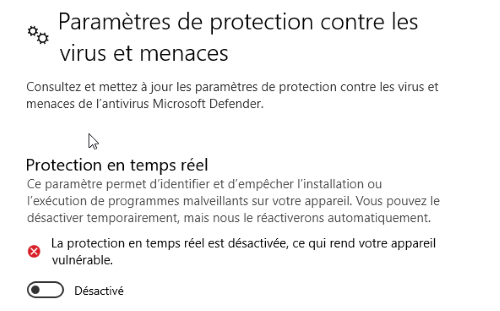 Paramètres de protection contre les
virus et menaces
Consultez et mettez à jour les paramètres de protection contre les virus et
menaces de l'antivirus Microsoft Defender.
Protection en temps réel
Ce paramètre permet d'identifier et d'empêcher l'installation ou
l'exécution de programmes malveillants sur votre appareil. Vous pouvez le
désactiver temporairement, mais nous le réactiverons automatiquement.
La protection en temps réel est désactivée, ce qui rend votre appareil
vulnérable.
Désactivé